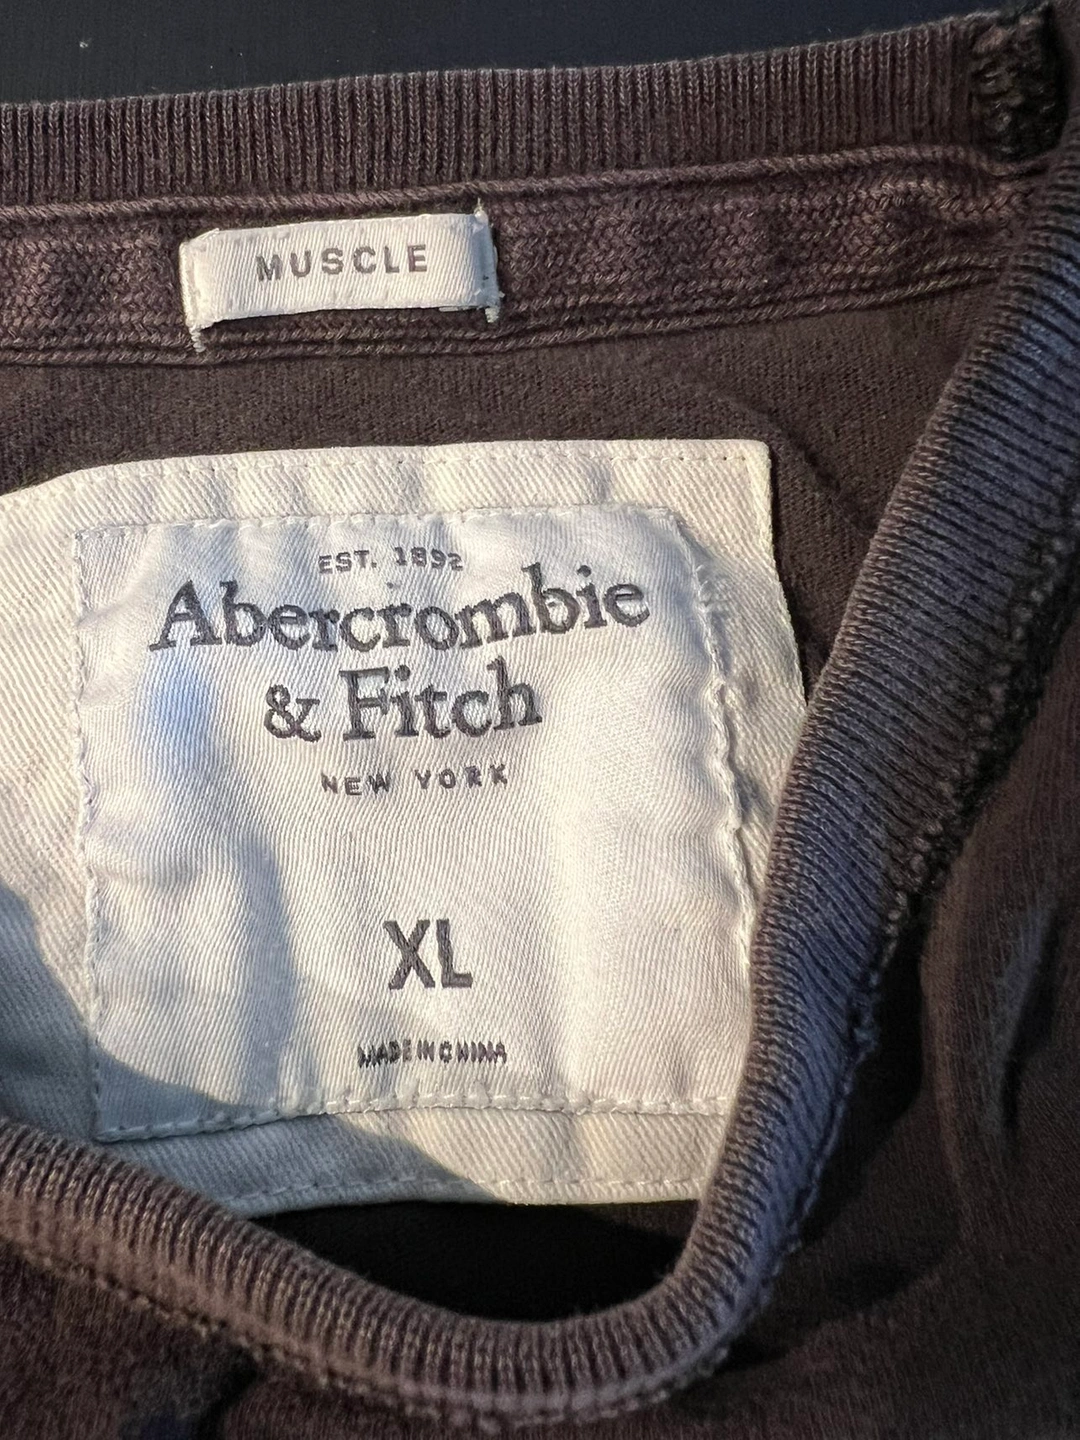 MUSCLE
EST. 1892
Abercrombie
& Fitch
NEW YORK
XL
MADE IN CHINA